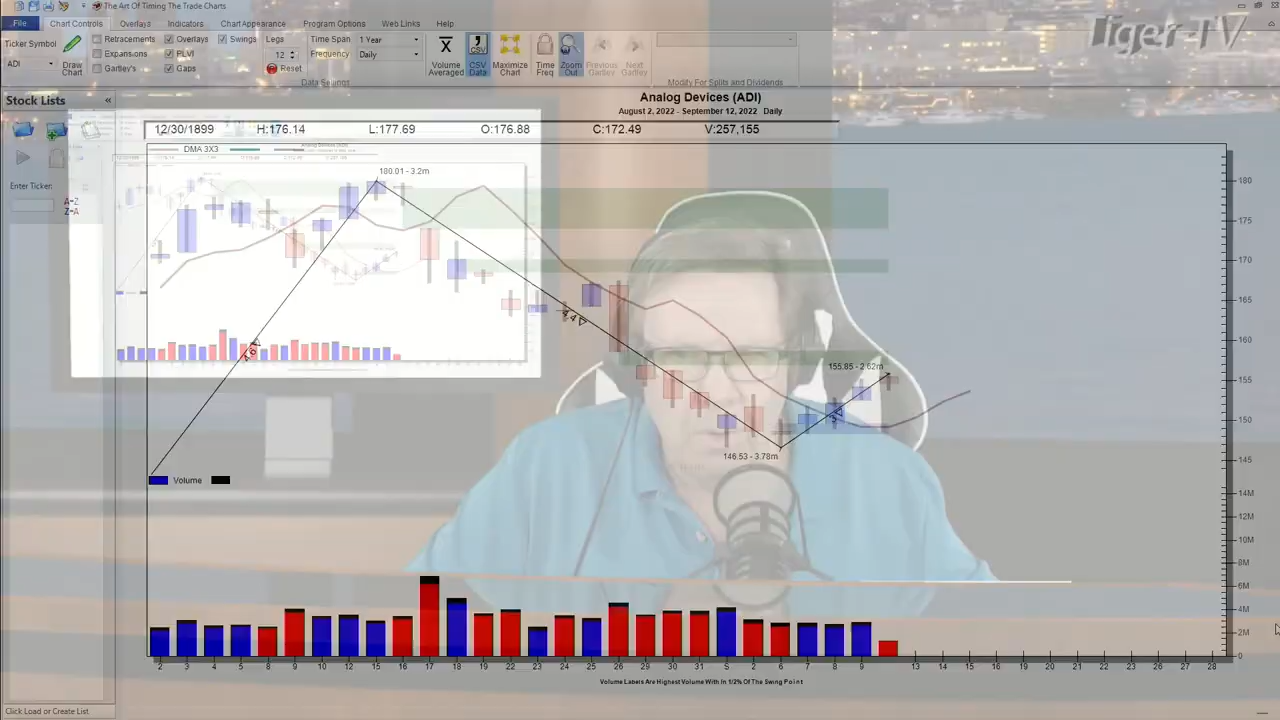 The Art Of Timing The Trade Charts
Tiger-TV
File Chart Controls Overlays Indicators Chart Appearance Program Options Web Links Help
Ticker Symbol
ADI
Draw Chart
Retracements Overlays Swings Legs
Expansions PLVI 12
Gartley's Gaps Reset
Time Span 1 Year
Frequency Daily
Data Settings
Volume Averaged
CSV Data
Maximize Chart
Time Freq
Zoom Out
Previous Gartley
Next Gartley
Modify For Splits and Dividends
Stock Lists «
Enter Ticker:
A-Z
Z-A
Analog Devices (ADI)
August 2, 2022 - September 12, 2022 Daily
12/30/1899 H:176.14 L:177.69 O:176.88 C:172.49 V:257,155
DMA 3X3
180.01 - 3.2m
155.85 - 2.62m
146.53 - 3.78m
180
175
170
165
160
155
150
145
Volume
14M
12M
10M
8M
6M
4M
2M
0
2 3 4 5 8 9 10 11 12 15 16 17 18 19 22 23 24 25 26 29 30 31 S 2 6 7 8 9 13 14 15 16 19 20 21 22 23 26 27 28
Volume Labels Are Highest Volume With In 1/2% Of The Swing Point
Click Load or Create List.